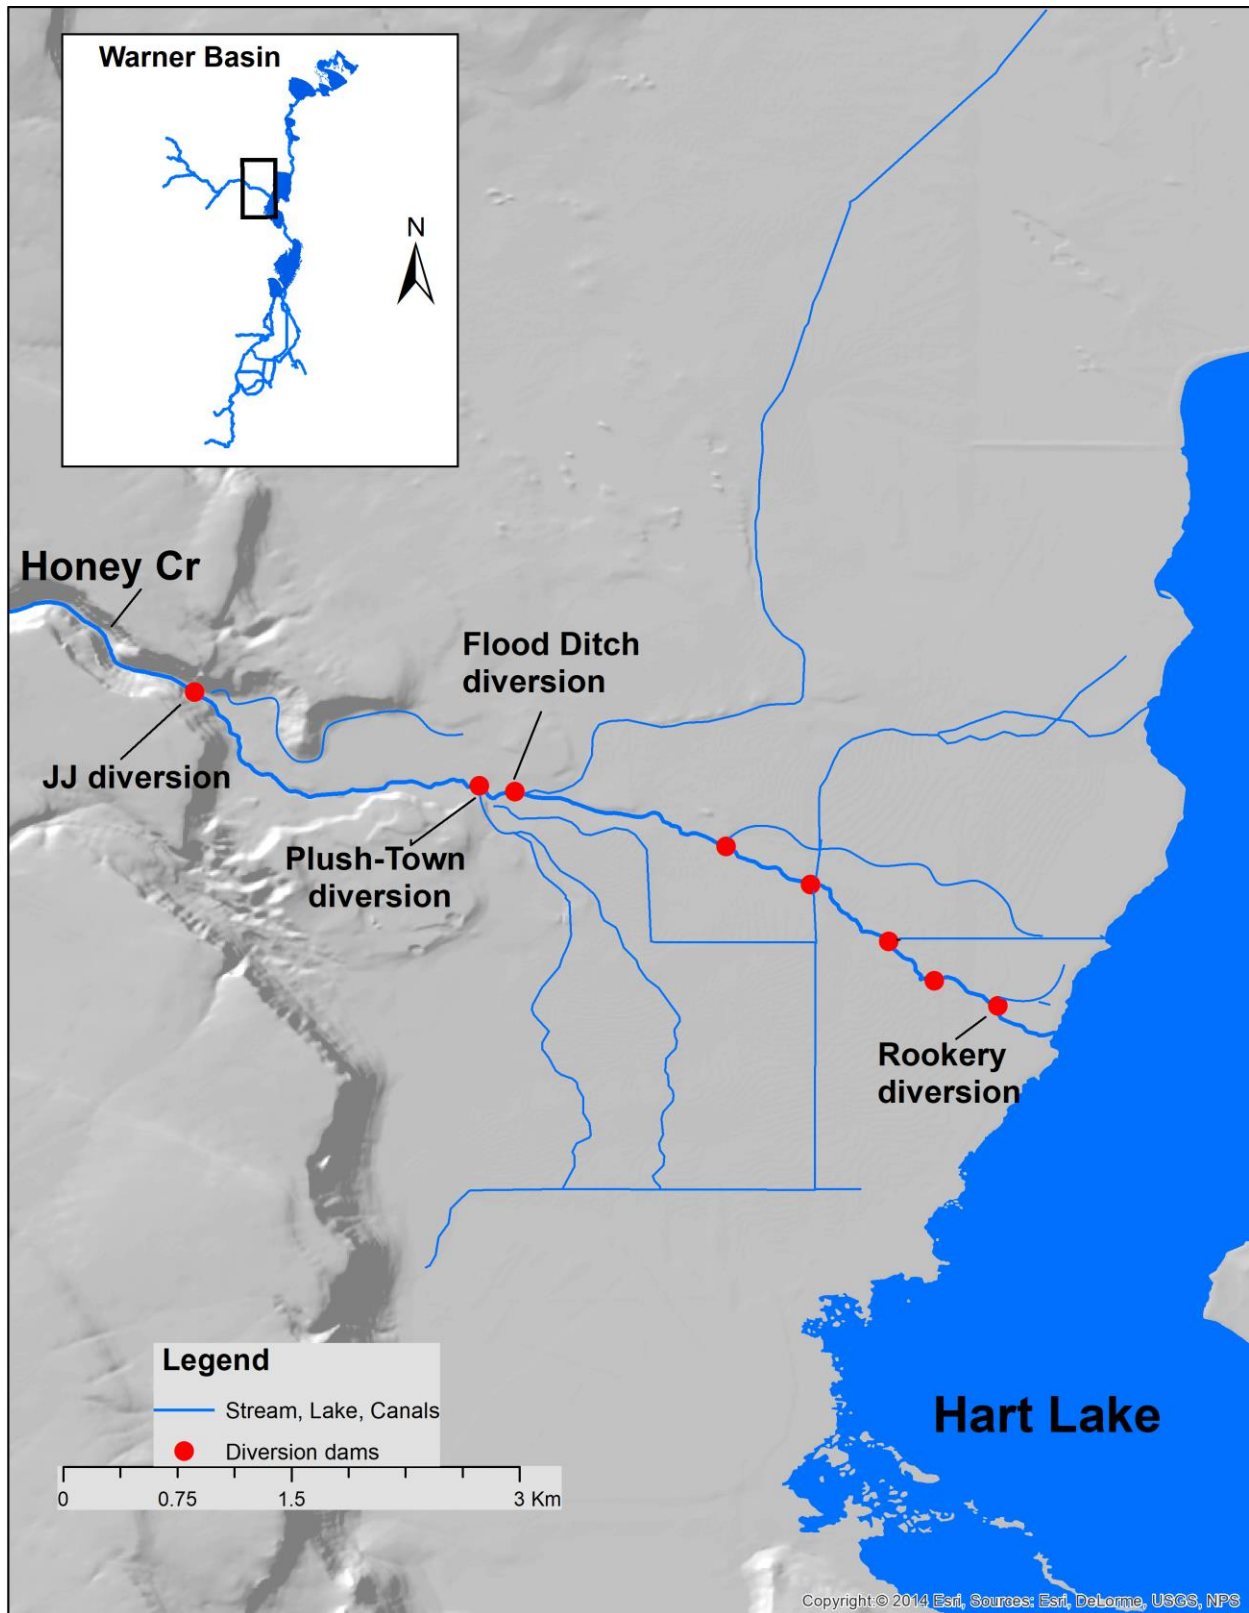 Warner Basin
N
Honey Cr
Flood Ditch
diversion
JJ diversion
Plush-Town
diversion
Rookery
diversion
Legend
Stream, Lake, Canals
Diversion dams
0 0.75 1.5 3 Km
Hart Lake
Copyright:© 2014 Esri, Sources: Esri, DeLorme, USGS, NPS